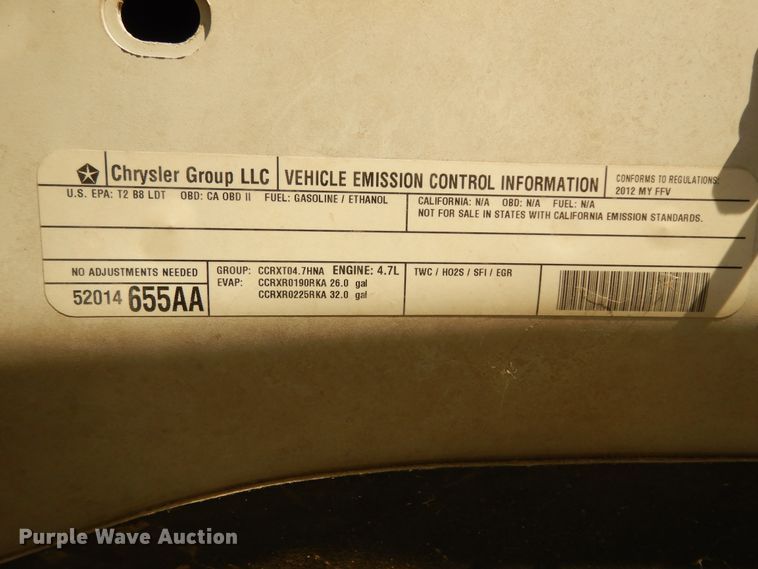 Chrysler Group LLC VEHICLE EMISSION CONTROL INFORMATION CONFORMS TO REGULATIONS:
2012 MY FFV
U.S. EPA: T2 B8 LDT OBD: CA OBD II FUEL: GASOLINE / ETHANOL
CALIFORNIA: N/A OBD: N/A FUEL: N/A
NOT FOR SALE IN STATES WITH CALIFORNIA EMISSION STANDARDS.
NO ADJUSTMENTS NEEDED
52014 655AA
GROUP: CCRXT04.7HNA ENGINE: 4.7L
EVAP: CCRXR0190RKA 26.0 gal
CCRXR0225RKA 32.0 gal
TWC / HO2S / SFI / EGR
Purple Wave Auction